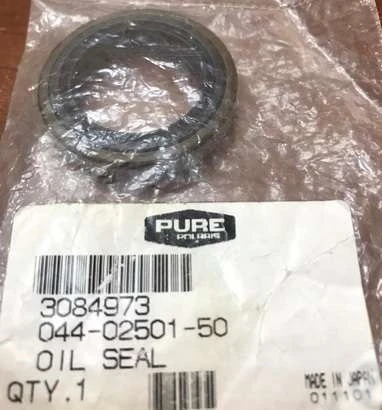 PURE
POLARIS
3084973
044-02501-50
OIL SEAL
QTY.1
MADE IN JAPAN
011101